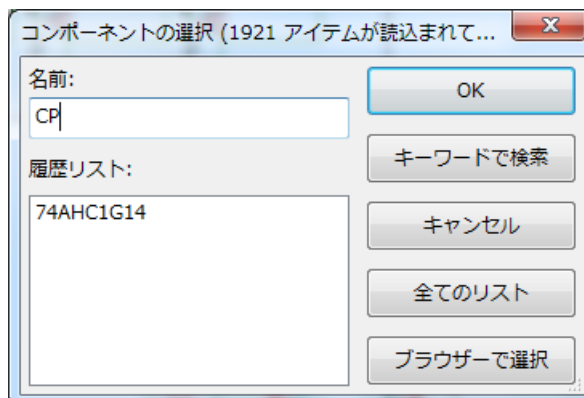 コンポーネントの選択 (1921 アイテムが読込まれて...
名前:
CP
履歴リスト:
74AHC1G14
OK
キーワードで検索
キャンセル
全てのリスト
ブラウザーで選択